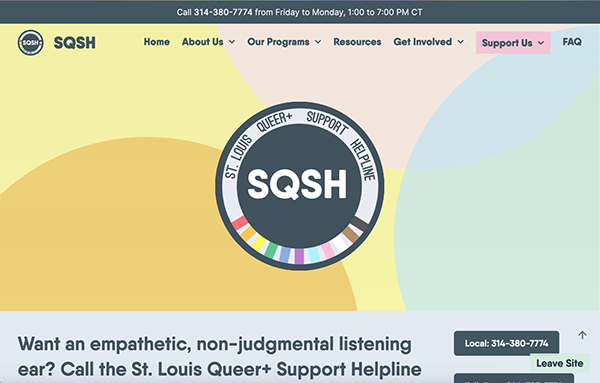 Call 314-380-7774 from Friday to Monday, 1:00 to 7:00 PM CT
SQSH SQSH Home About Us Our Programs Resources Get Involved Support Us FAQ
ST. LOUIS QUEER+ SUPPORT HELPLINE
SQSH
Want an empathetic, non-judgmental listening
ear? Call the St. Louis Queer+ Support Helpline
Local: 314-380-7774
Leave Site